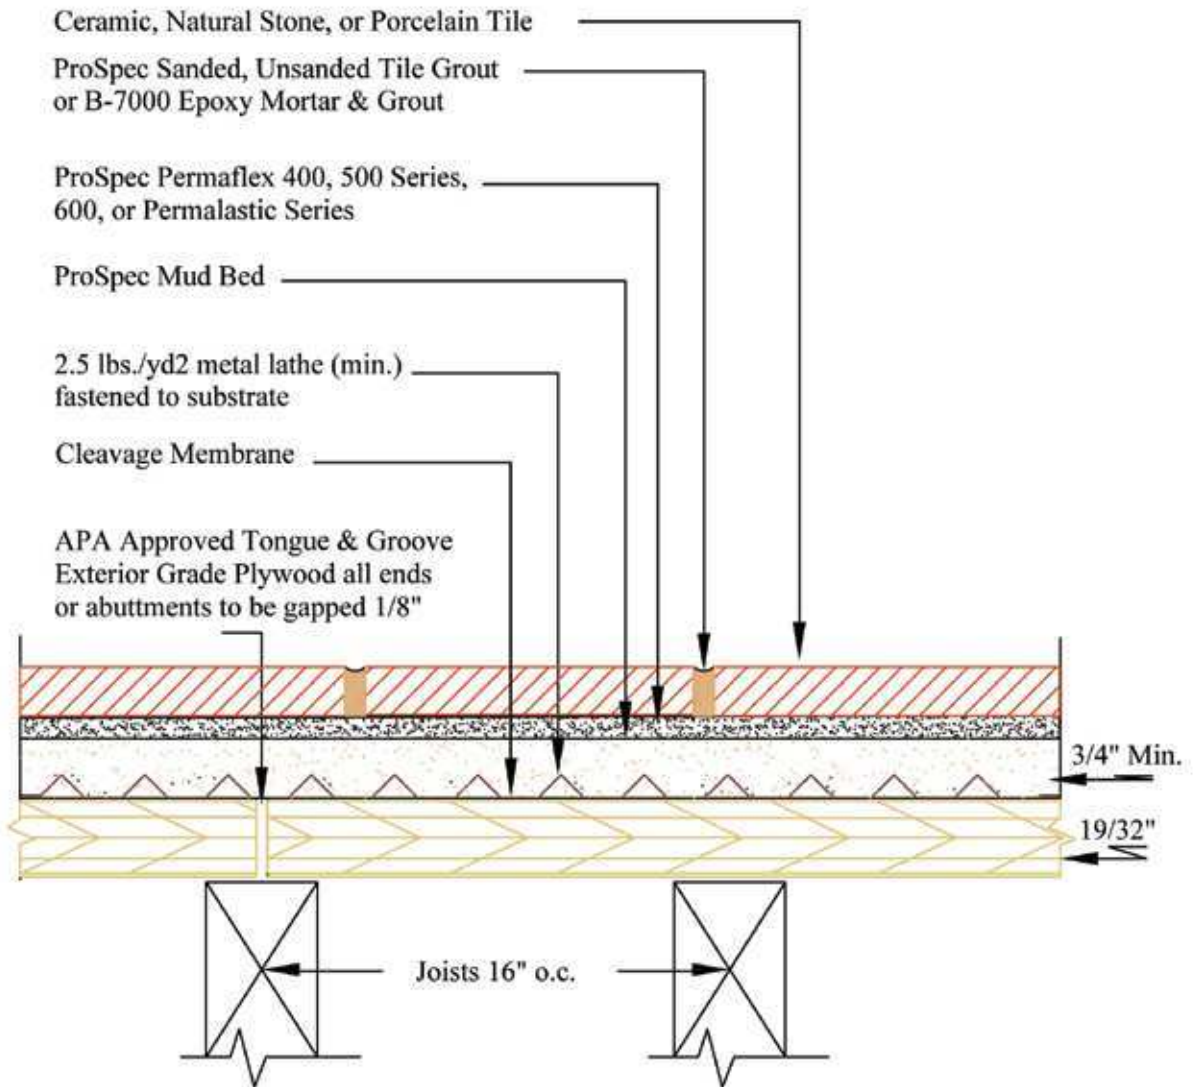 Ceramic, Natural Stone, or Porcelain Tile
ProSpec Sanded, Unsanded Tile Grout
or B-7000 Epoxy Mortar & Grout
ProSpec Permaflex 400, 500 Series,
600, or Permalastic Series
ProSpec Mud Bed
2.5 lbs./yd2 metal lathe (min.)
fastened to substrate
Cleavage Membrane
APA Approved Tongue & Groove
Exterior Grade Plywood all ends
or abuttments to be gapped 1/8"
3/4" Min.
19/32"
Joists 16" o.c.